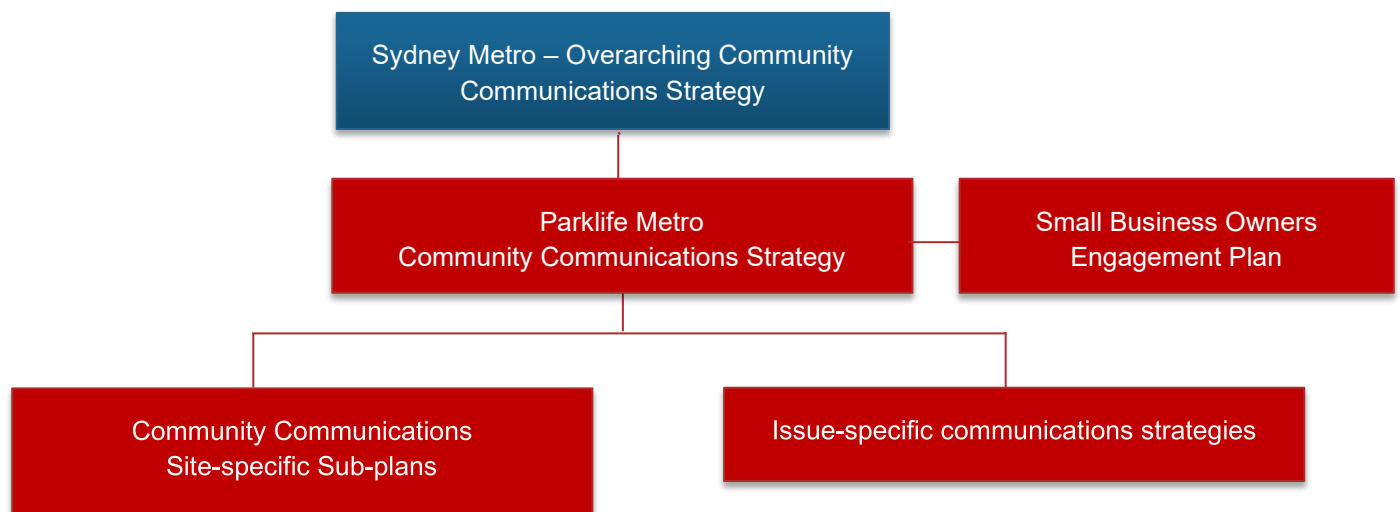 Sydney Metro – Overarching Community
Communications Strategy
Parklife Metro
Community Communications Strategy
Small Business Owners
Engagement Plan
Community Communications
Site-specific Sub-plans
Issue-specific communications strategies